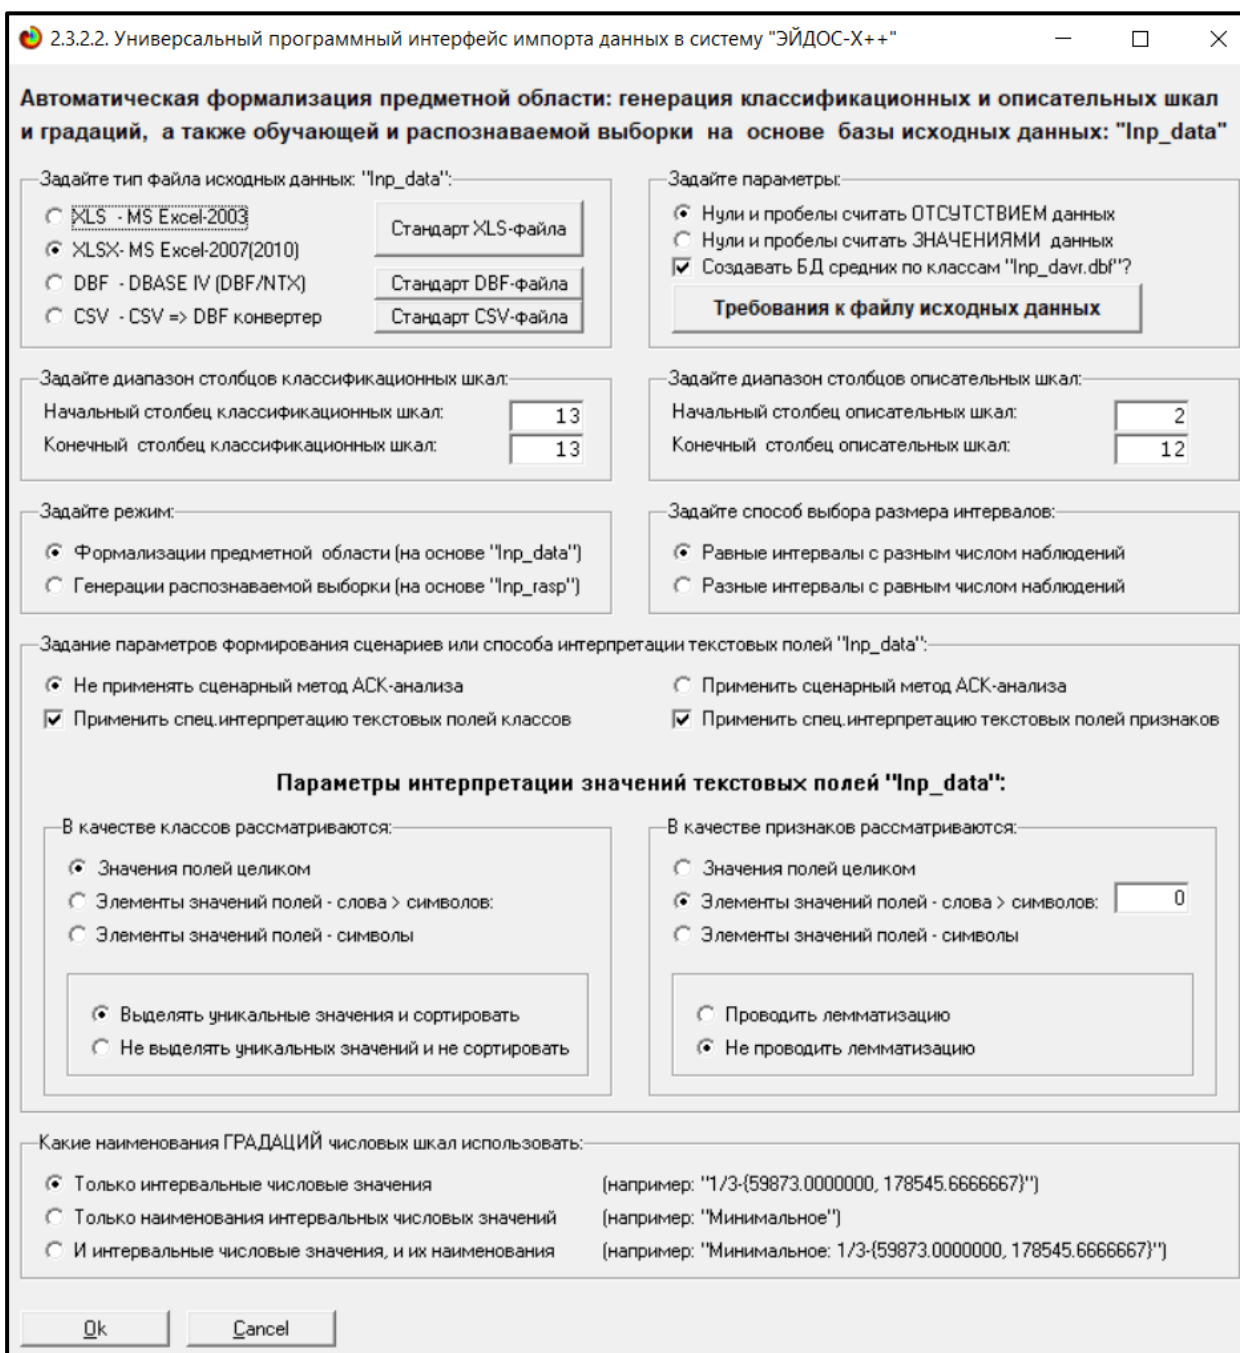 2.3.2.2. Универсальный программный интерфейс импорта данных в систему "ЭЙДОС-X++"
Автоматическая формализация предметной области: генерация классификационных и описательных шкал
и градаций, а также обучающей и распознаваемой выборки на основе базы исходных данных: "Inp_data"
Задайте тип файла исходных данных: "Inp_data":
XLS - MS Excel-2003
XLSX- MS Excel-2007(2010)
DBF - DBASE IV (DBF/NTX)
CSV - CSV => DBF конвертер
Стандарт XLS-файла
Стандарт DBF-файла
Стандарт CSV-файла
Задайте параметры:
Нули и пробелы считать ОТСУТСТВИЕМ данных
Нули и пробелы считать ЗНАЧЕНИЯМИ данных
Создавать БД средних по классам "Inp_davr.dbf"?
Требования к файлу исходных данных
Задайте диапазон столбцов классификационных шкал:
Начальный столбец классификационных шкал: 13
Конечный столбец классификационных шкал: 13
Задайте диапазон столбцов описательных шкал:
Начальный столбец описательных шкал: 2
Конечный столбец описательных шкал: 12
Задайте режим:
Формализации предметной области (на основе "Inp_data")
Генерации распознаваемой выборки (на основе "Inp_rasp")
Задайте способ выбора размера интервалов:
Равные интервалы с разным числом наблюдений
Разные интервалы с равным числом наблюдений
Задание параметров формирования сценариев или способа интерпретации текстовых полей "Inp_data":
Не применять сценарный метод АСК-анализа
Применить сценарный метод АСК-анализа
Применить спец.интерпретацию текстовых полей классов
Применить спец.интерпретацию текстовых полей признаков
Параметры интерпретации значений текстовых полей "Inp_data":
В качестве классов рассматриваются:
Значения полей целиком
Элементы значений полей - слова > символов:
Элементы значений полей - символы
Выделять уникальные значения и сортировать
Не выделять уникальных значений и не сортировать
В качестве признаков рассматриваются:
Значения полей целиком
Элементы значений полей - слова > символов: 0
Элементы значений полей - символы
Проводить лемматизацию
Не проводить лемматизацию
Какие наименования ГРАДАЦИЙ числовых шкал использовать:
Только интервальные числовые значения (например: "1/3-{59873.0000000, 178545.6666667}")
Только наименования интервальных числовых значений (например: "Минимальное")
И интервальные числовые значения, и их наименования (например: "Минимальное: 1/3-{59873.0000000, 178545.6666667}")
Ok
Cancel